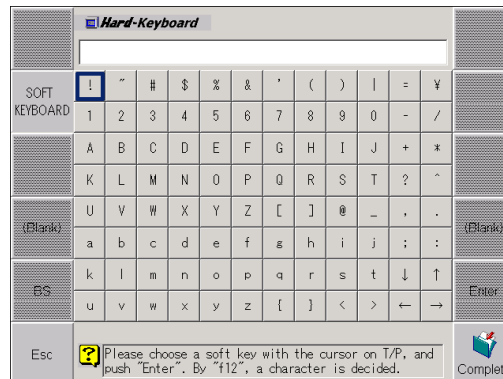 Hard-Keyboard
SOFT KEYBOARD
! ~ # $ % & ' ( ) | = ¥
1 2 3 4 5 6 7 8 9 0 - /
A B C D E F G H I J + *
K L M N O P Q R S T ? ^
(Blank)
U V W X Y Z [ ] @ _ , .
(Blank)
a b c d e f g h i j ; :
BS
k l m n o p q r s t ↓ ↑
Enter
u v w x y z { } < > ← →
Esc
Please choose a soft key with the cursor on T/P, and
push "Enter". By "f12", a character is decided.
Complet